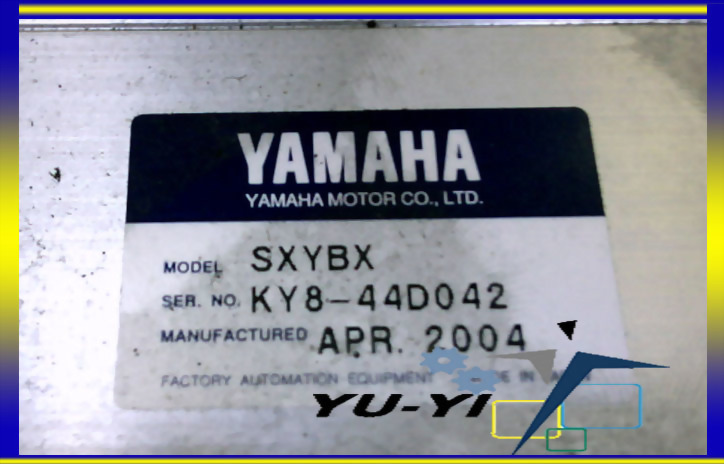 YAMAHA
YAMAHA MOTOR CO., LTD.
MODEL SXYBX
SER. NO. KY8-44D042
MANUFACTURED APR. 2004
FACTORY AUTOMATION EQUIPMENT IN
YU-YI